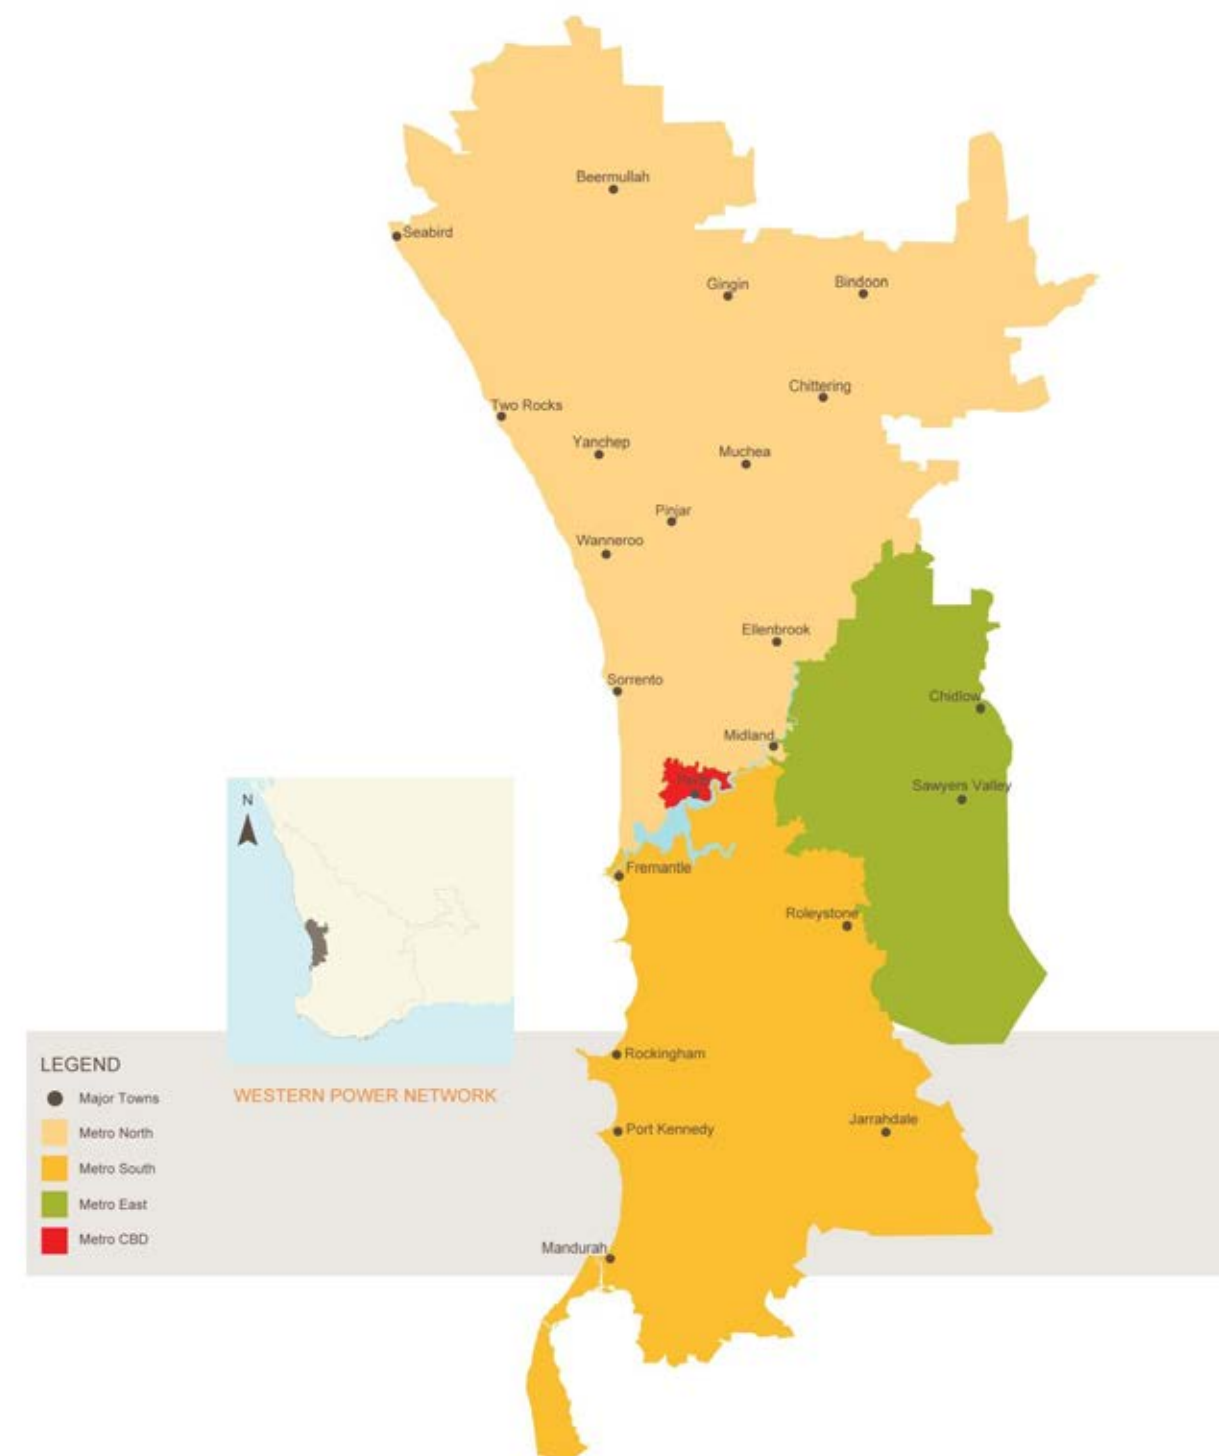 Beermullah
Seabird
Gingin
Bindoon
Chittering
Two Rocks
Yanchep
Muchea
Pinjar
Wanneroo
Ellenbrook
Sorrento
Chidlow
Midland
Perth
Sawyers Valley
N
Fremantle
Roleystone
Rockingham
LEGEND
Major Towns
WESTERN POWER NETWORK
Port Kennedy
Jarrahdale
Metro North
Metro South
Metro East
Metro CBD
Mandurah